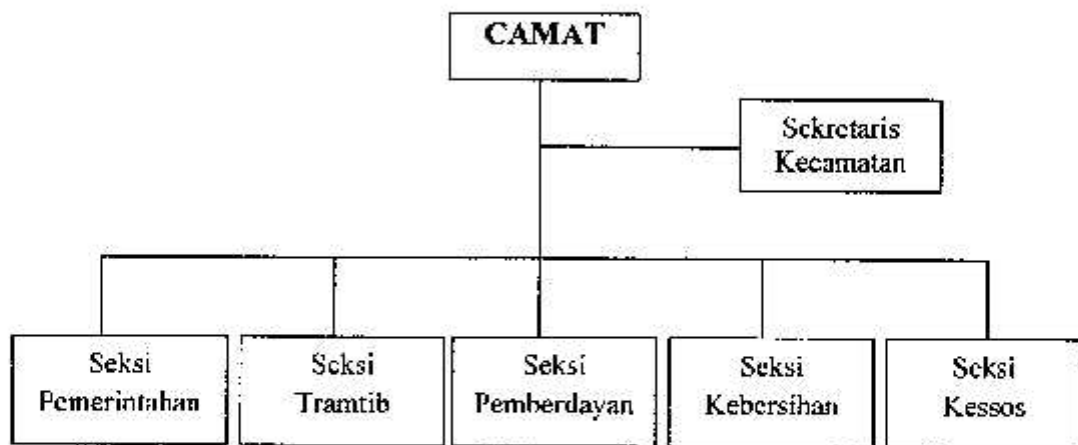 CAMAT
Sekretaris
Kecamatan
Seksi
Pemerintahan
Seksi
Tramtib
Seksi
Pemberdayan
Seksi
Kebersihan
Seksi
Kessos